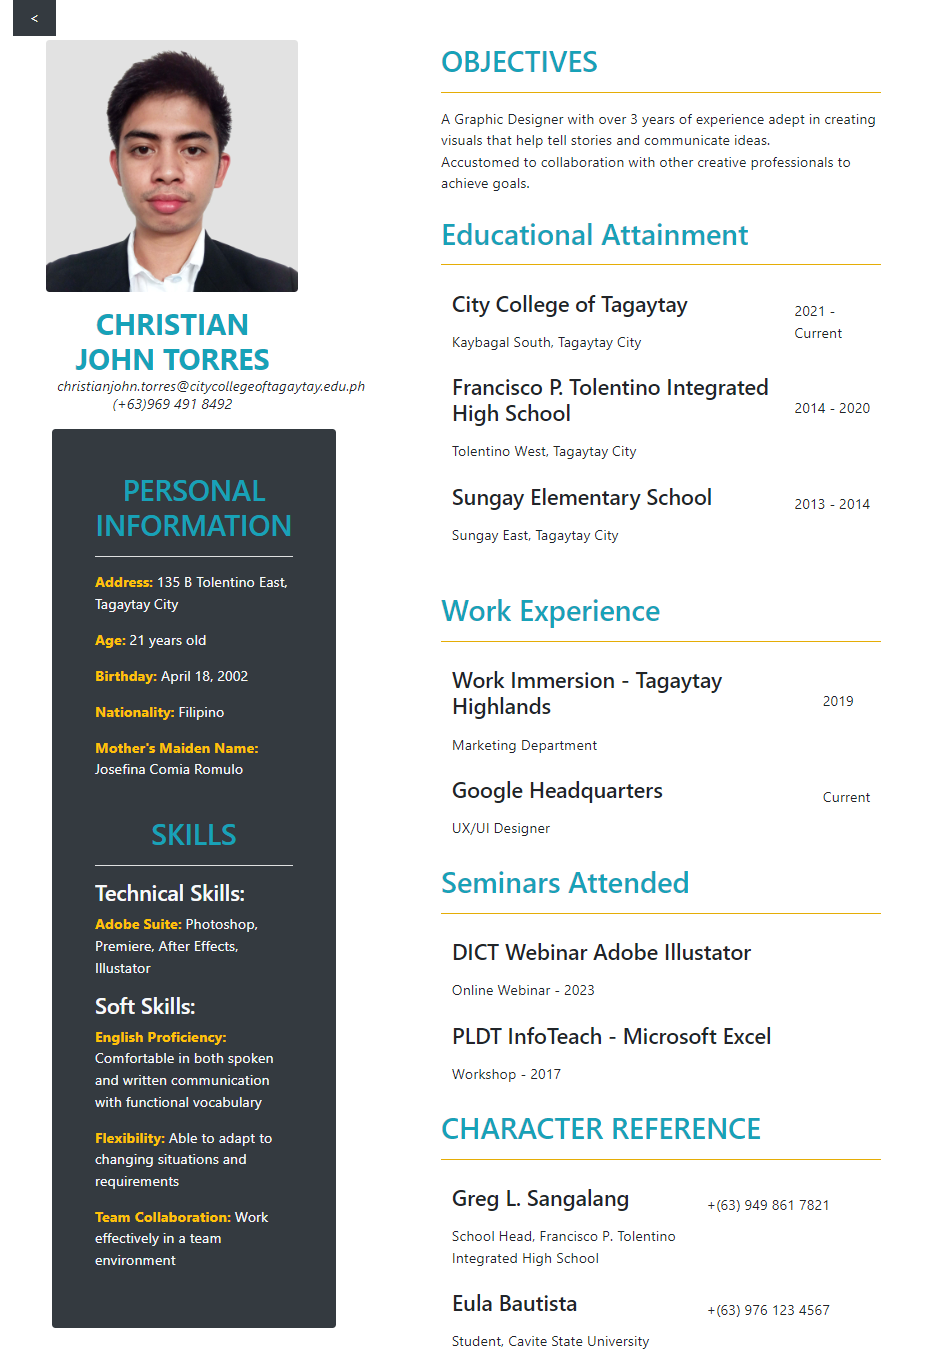 <
CHRISTIAN
JOHN TORRES
christianjohn.torres@citycollegeoftagaytay.edu.ph
(+63)969 491 8492
PERSONAL
INFORMATION
Address: 135 B Tolentino East,
Tagaytay City
Age: 21 years old
Birthday: April 18, 2002
Nationality: Filipino
Mother's Maiden Name:
Josefina Comia Romulo
SKILLS
Technical Skills:
Adobe Suite: Photoshop,
Premiere, After Effects,
Illustator
Soft Skills:
English Proficiency:
Comfortable in both spoken
and written communication
with functional vocabulary
Flexibility: Able to adapt to
changing situations and
requirements
Team Collaboration: Work
effectively in a team
environment
OBJECTIVES
A Graphic Designer with over 3 years of experience adept in creating
visuals that help tell stories and communicate ideas.
Accustomed to collaboration with other creative professionals to
achieve goals.
Educational Attainment
City College of Tagaytay
Kaybagal South, Tagaytay City
2021 -
Current
Francisco P. Tolentino Integrated
High School
Tolentino West, Tagaytay City
2014 - 2020
Sungay Elementary School
Sungay East, Tagaytay City
2013 - 2014
Work Experience
Work Immersion - Tagaytay
Highlands
Marketing Department
2019
Google Headquarters
UX/UI Designer
Current
Seminars Attended
DICT Webinar Adobe Illustator
Online Webinar - 2023
PLDT InfoTeach - Microsoft Excel
Workshop - 2017
CHARACTER REFERENCE
Greg L. Sangalang
School Head, Francisco P. Tolentino
Integrated High School
+(63) 949 861 7821
Eula Bautista
Student, Cavite State University
+(63) 976 123 4567